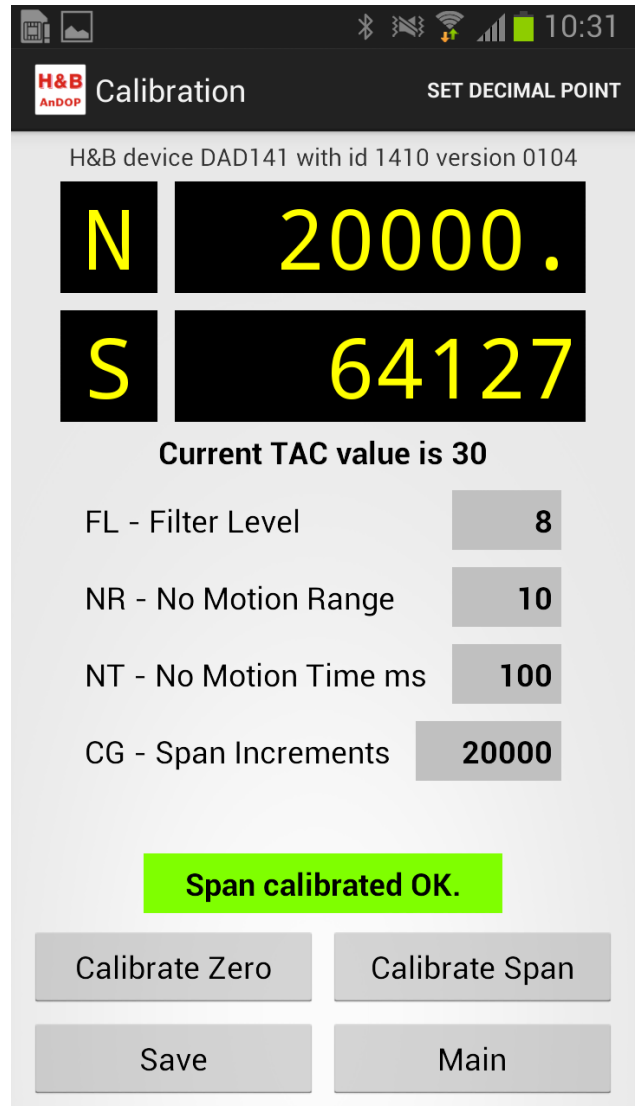 10:31
H&B
AnDOP
Calibration
SET DECIMAL POINT
H&B device DAD141 with id 1410 version 0104
N 20000.
S 64127
Current TAC value is 30
FL - Filter Level 8
NR - No Motion Range 10
NT - No Motion Time ms 100
CG - Span Increments 20000
Span calibrated OK.
Calibrate Zero Calibrate Span
Save Main